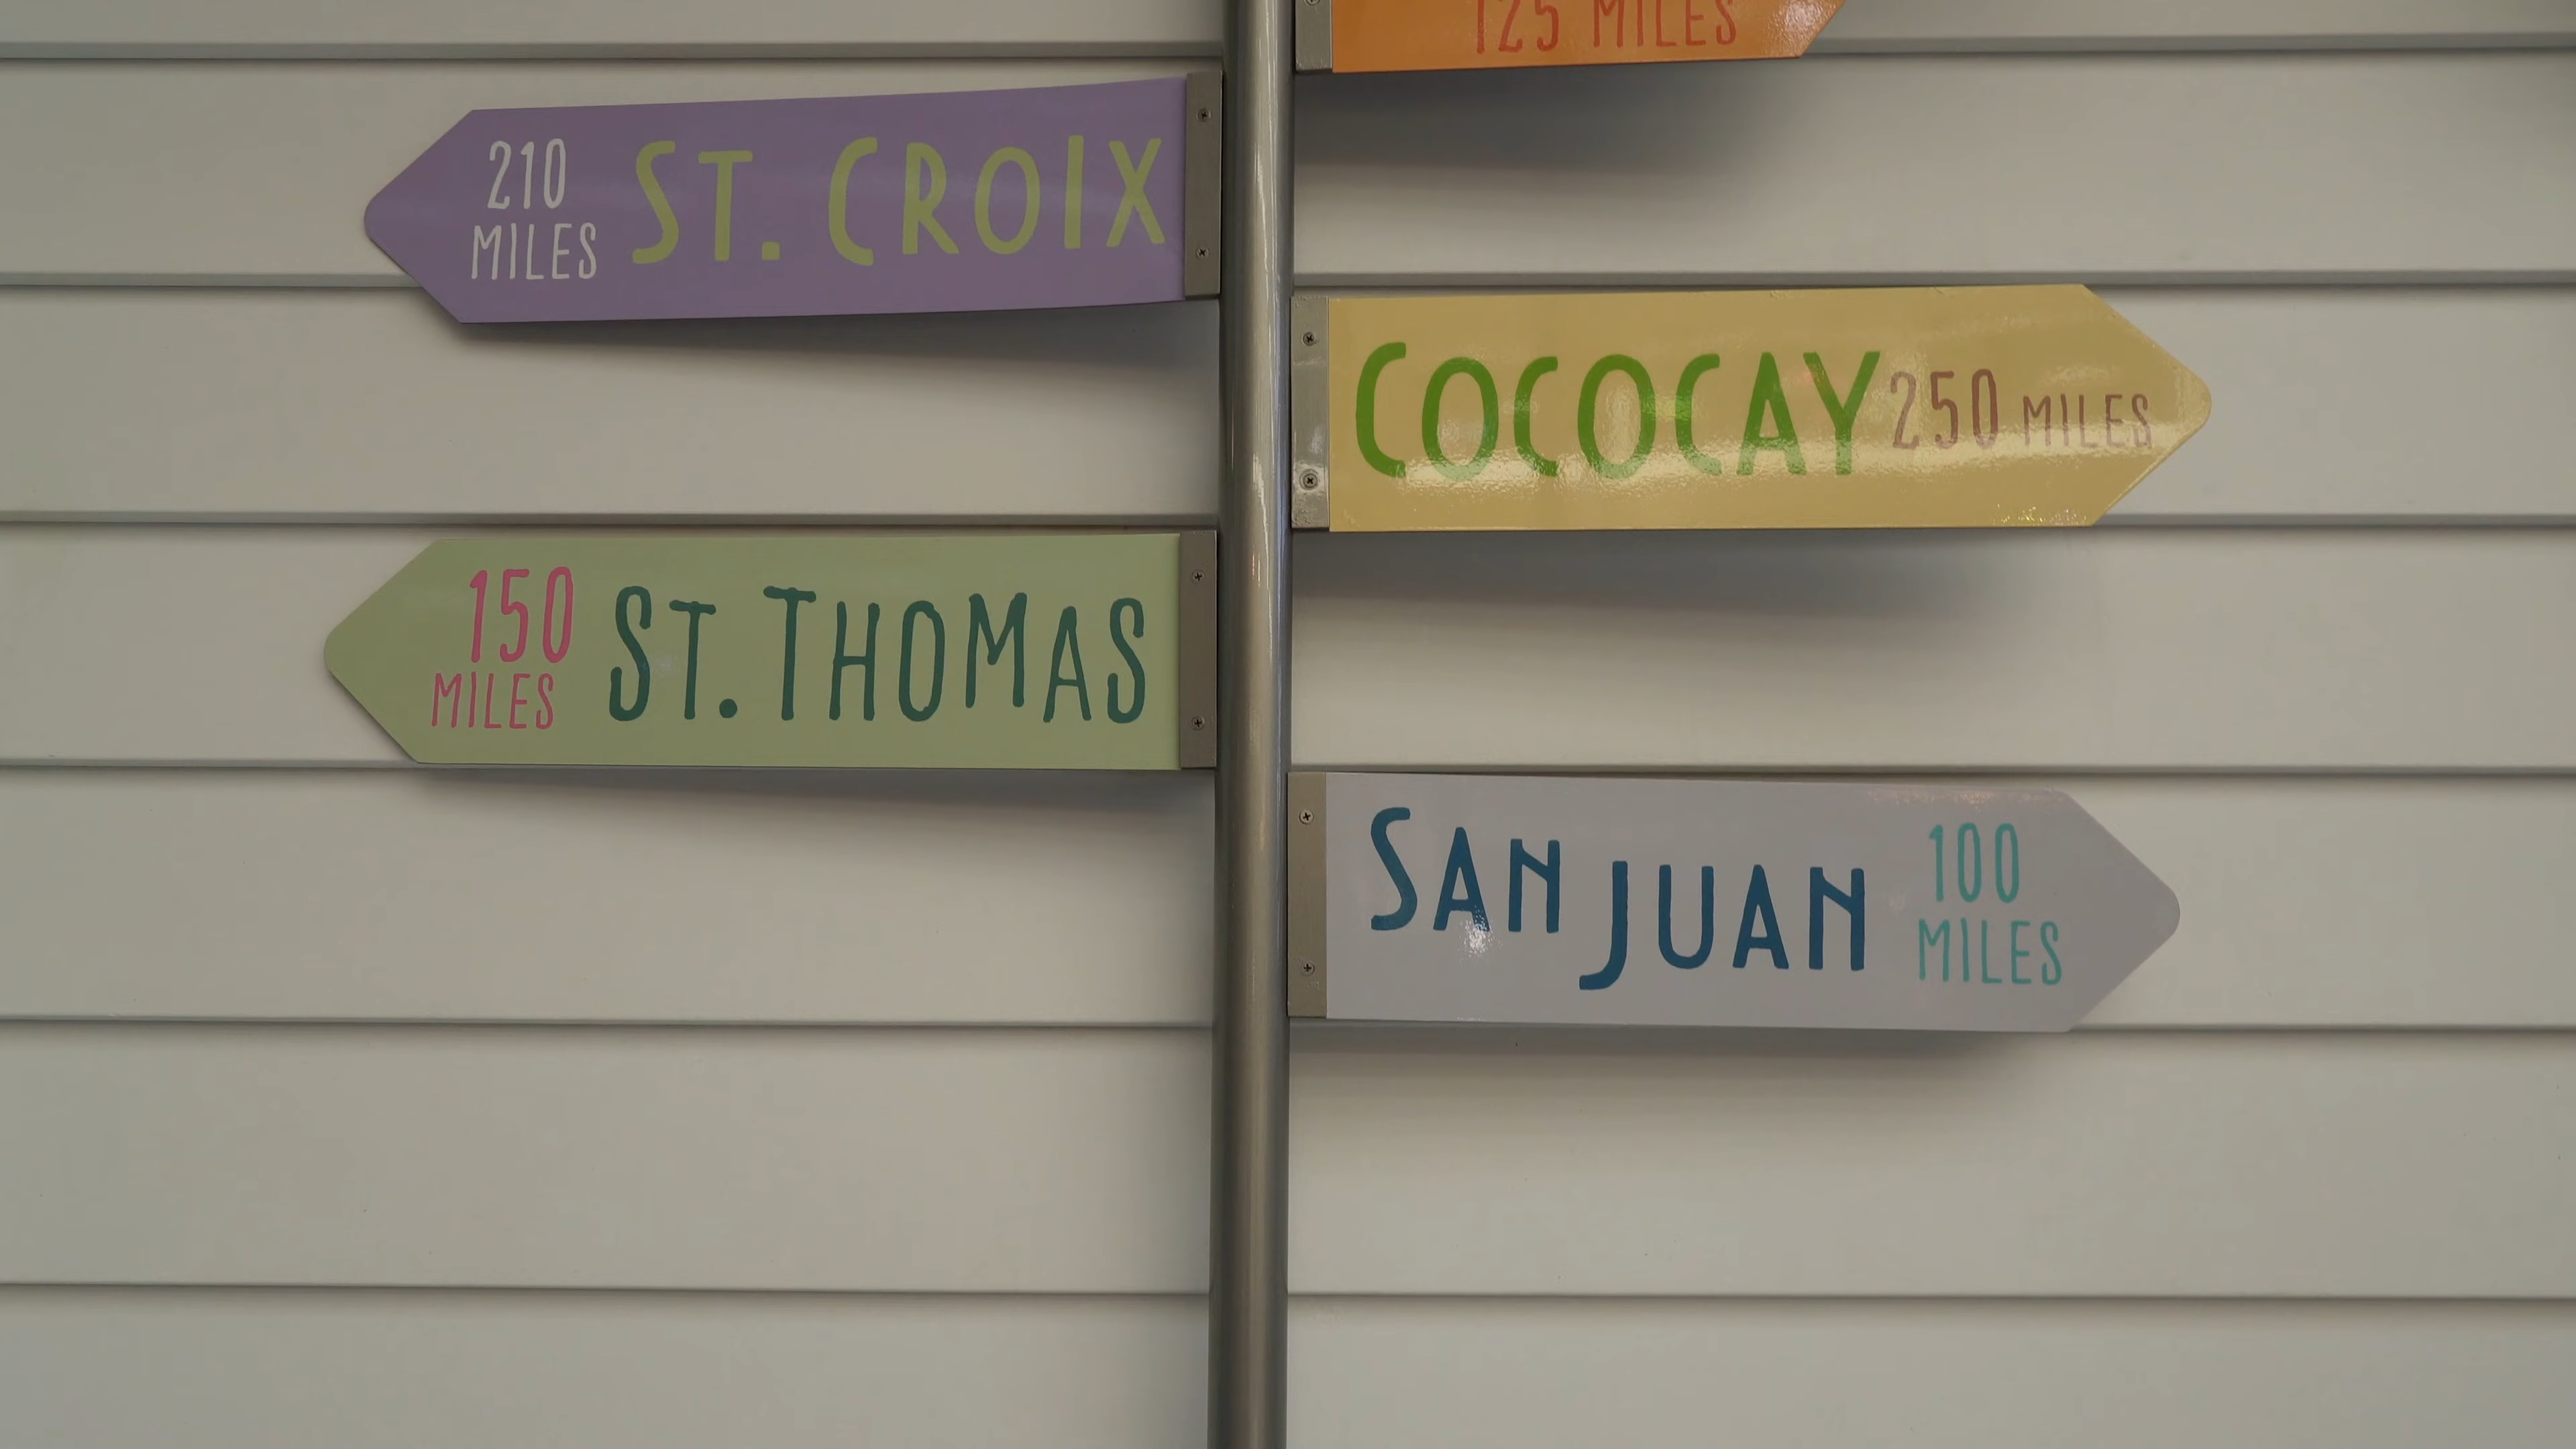 125 MILES
210
MILES
ST. CROIX
COCOCAY 250 MILES
150
MILES
ST. THOMAS
SAN JUAN
100
MILES